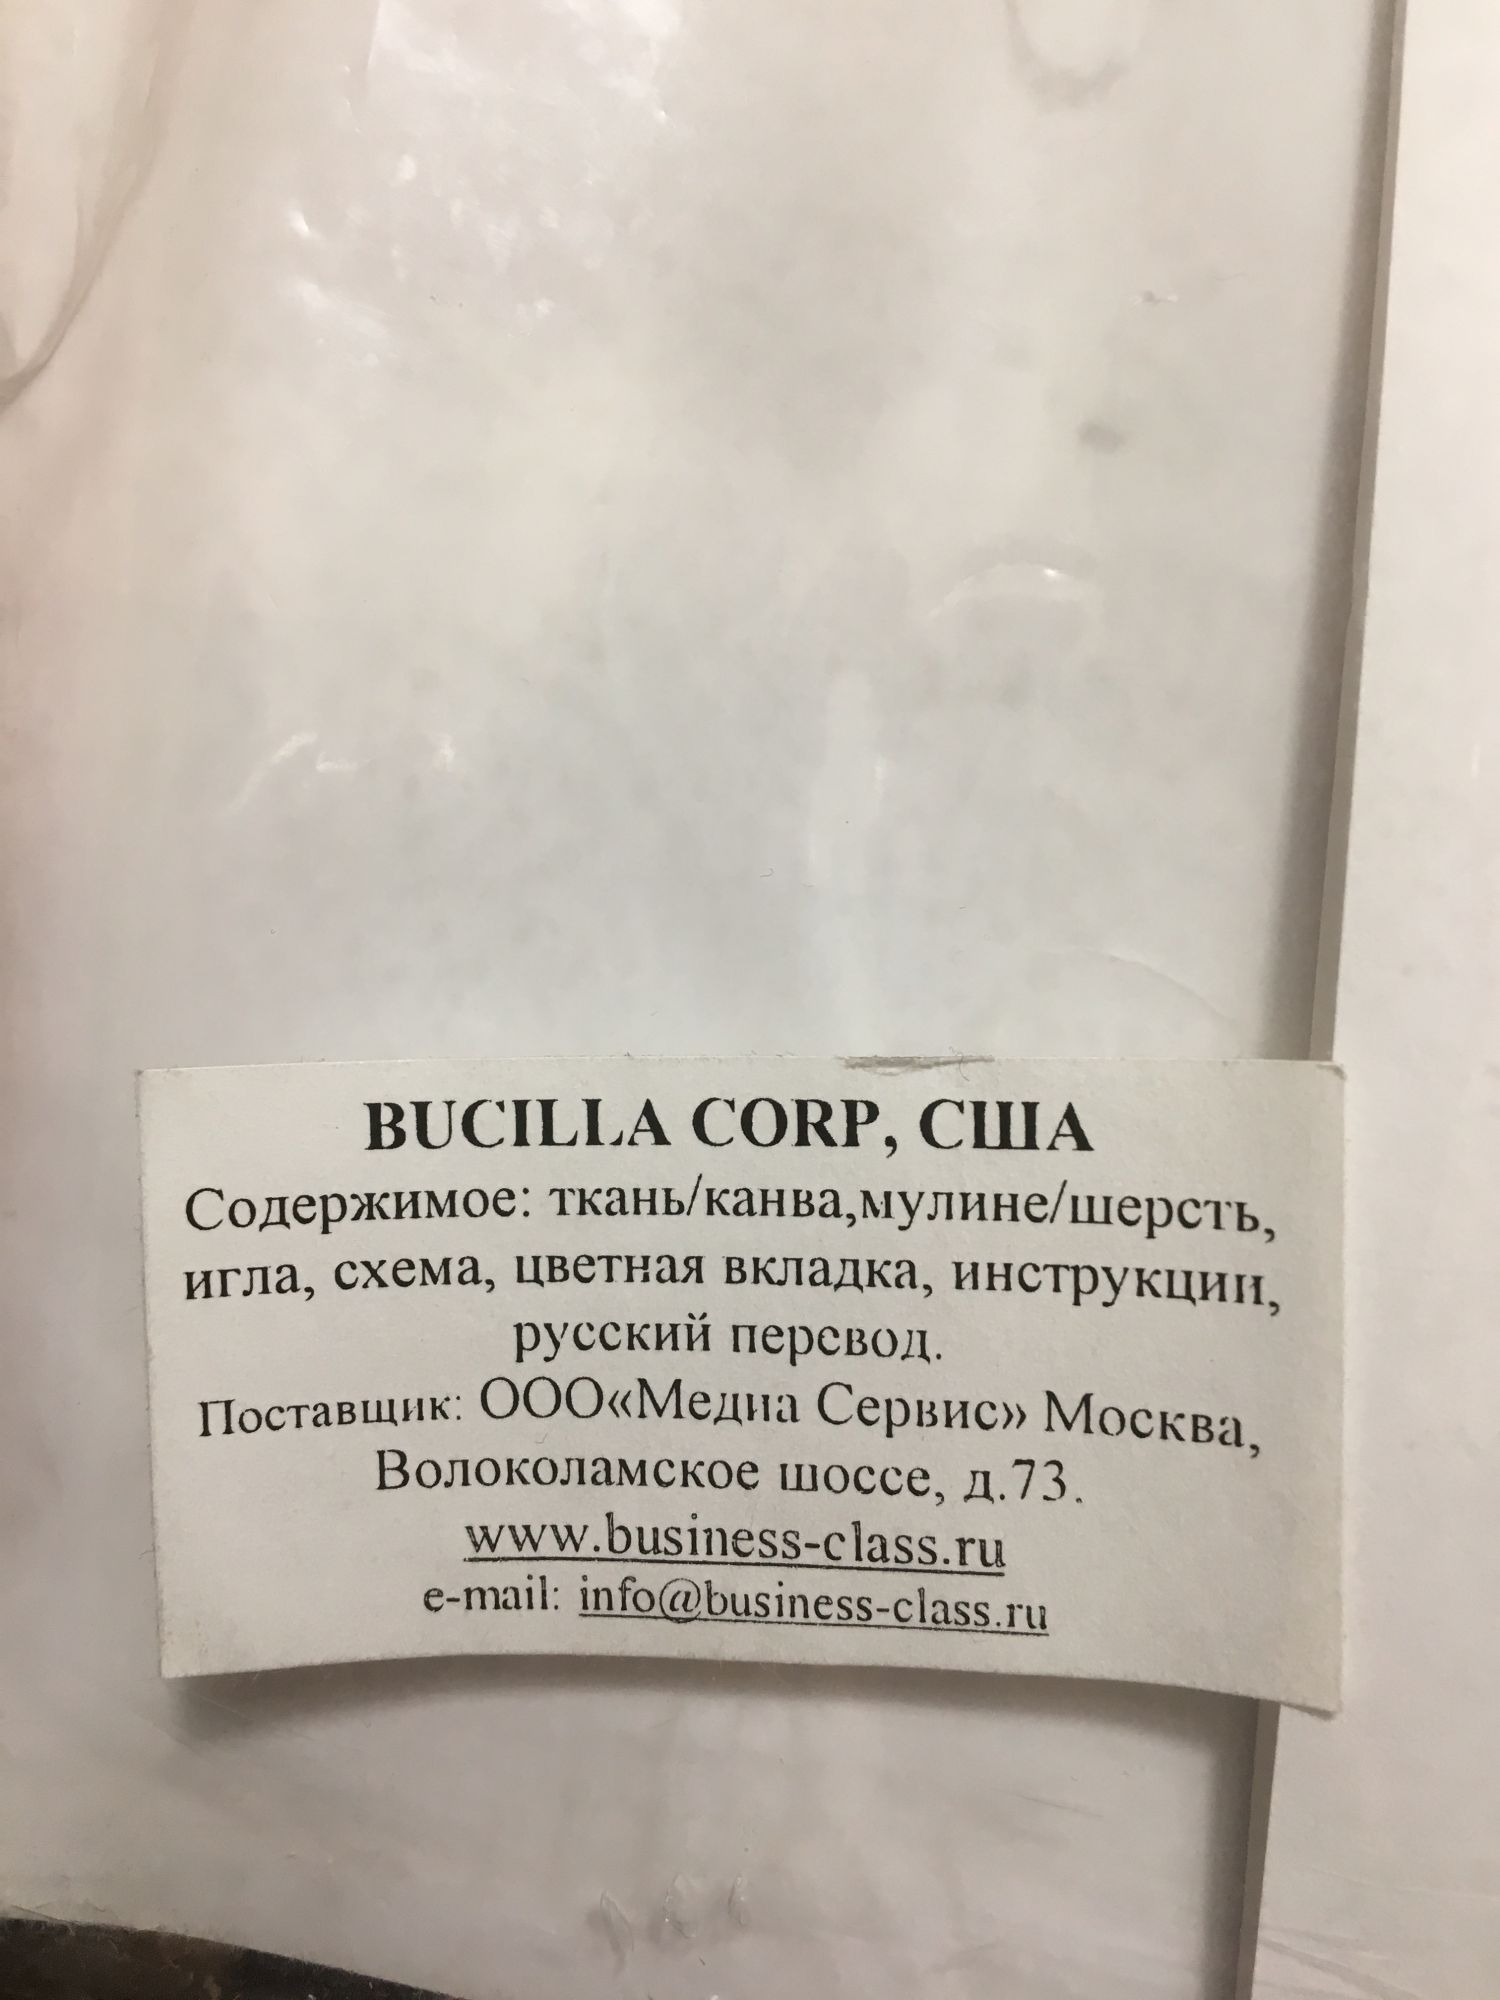 BUCILLA CORP, США
Содержимое: ткань/канва,мулине/шерсть,
игла, схема, цветная вкладка, инструкции,
русский перевод.
Поставщик: ООО«Медиа Сервис» Москва,
Волоколамское шоссе, д.73.
www.business-class.ru
e-mail: info@business-class.ru